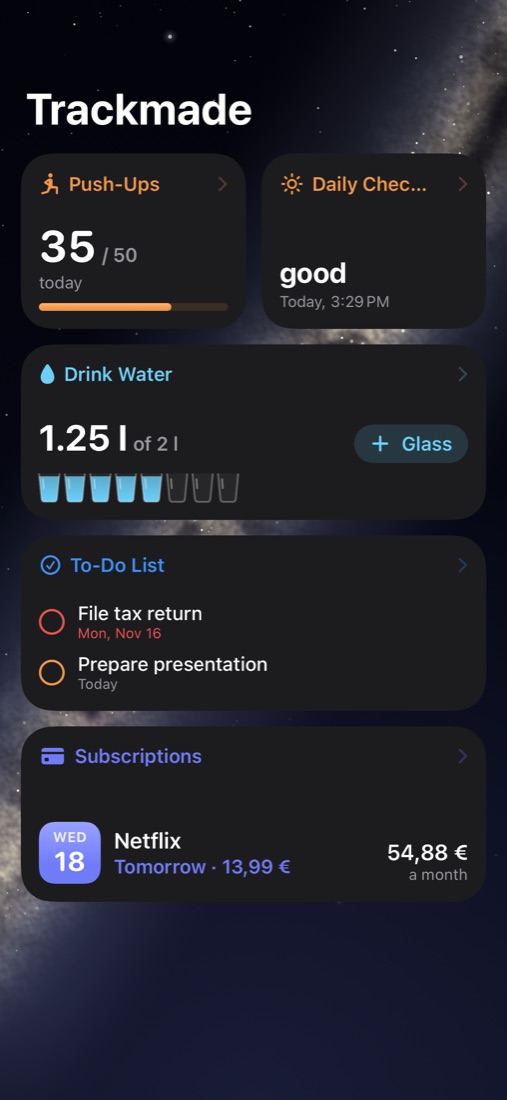 Trackmade
Push-Ups
35 / 50
today
Daily Chec...
good
Today, 3:29 PM
Drink Water
1.25 l of 2 l
+ Glass
To-Do List
File tax return
Mon, Nov 16
Prepare presentation
Today
Subscriptions
WED
18
Netflix
Tomorrow · 13,99 €
54,88 €
a month